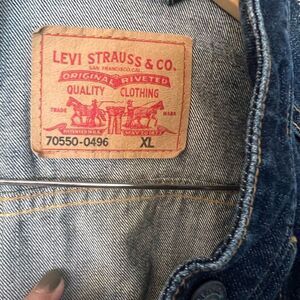 LEVI STRAUSS & CO.
SAN FRANCISCO, CAL.
ORIGINAL RIVETED
QUALITY CLOTHING
TRADE MARK
70550-0496 XL